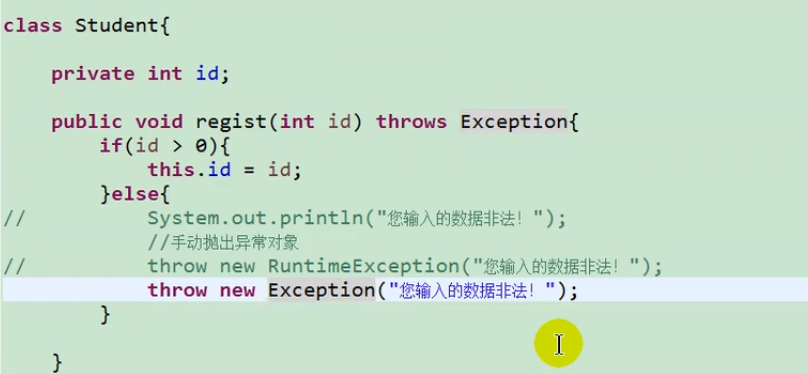 class Student{
    private int id;
    public void regist(int id) throws Exception{
        if(id > 0){
            this.id = id;
        }else{
//          System.out.println("您输入的数据非法！");
            //手动抛出异常对象
//          throw new RuntimeException("您输入的数据非法！");
            throw new Exception("您输入的数据非法！");
        }
    }